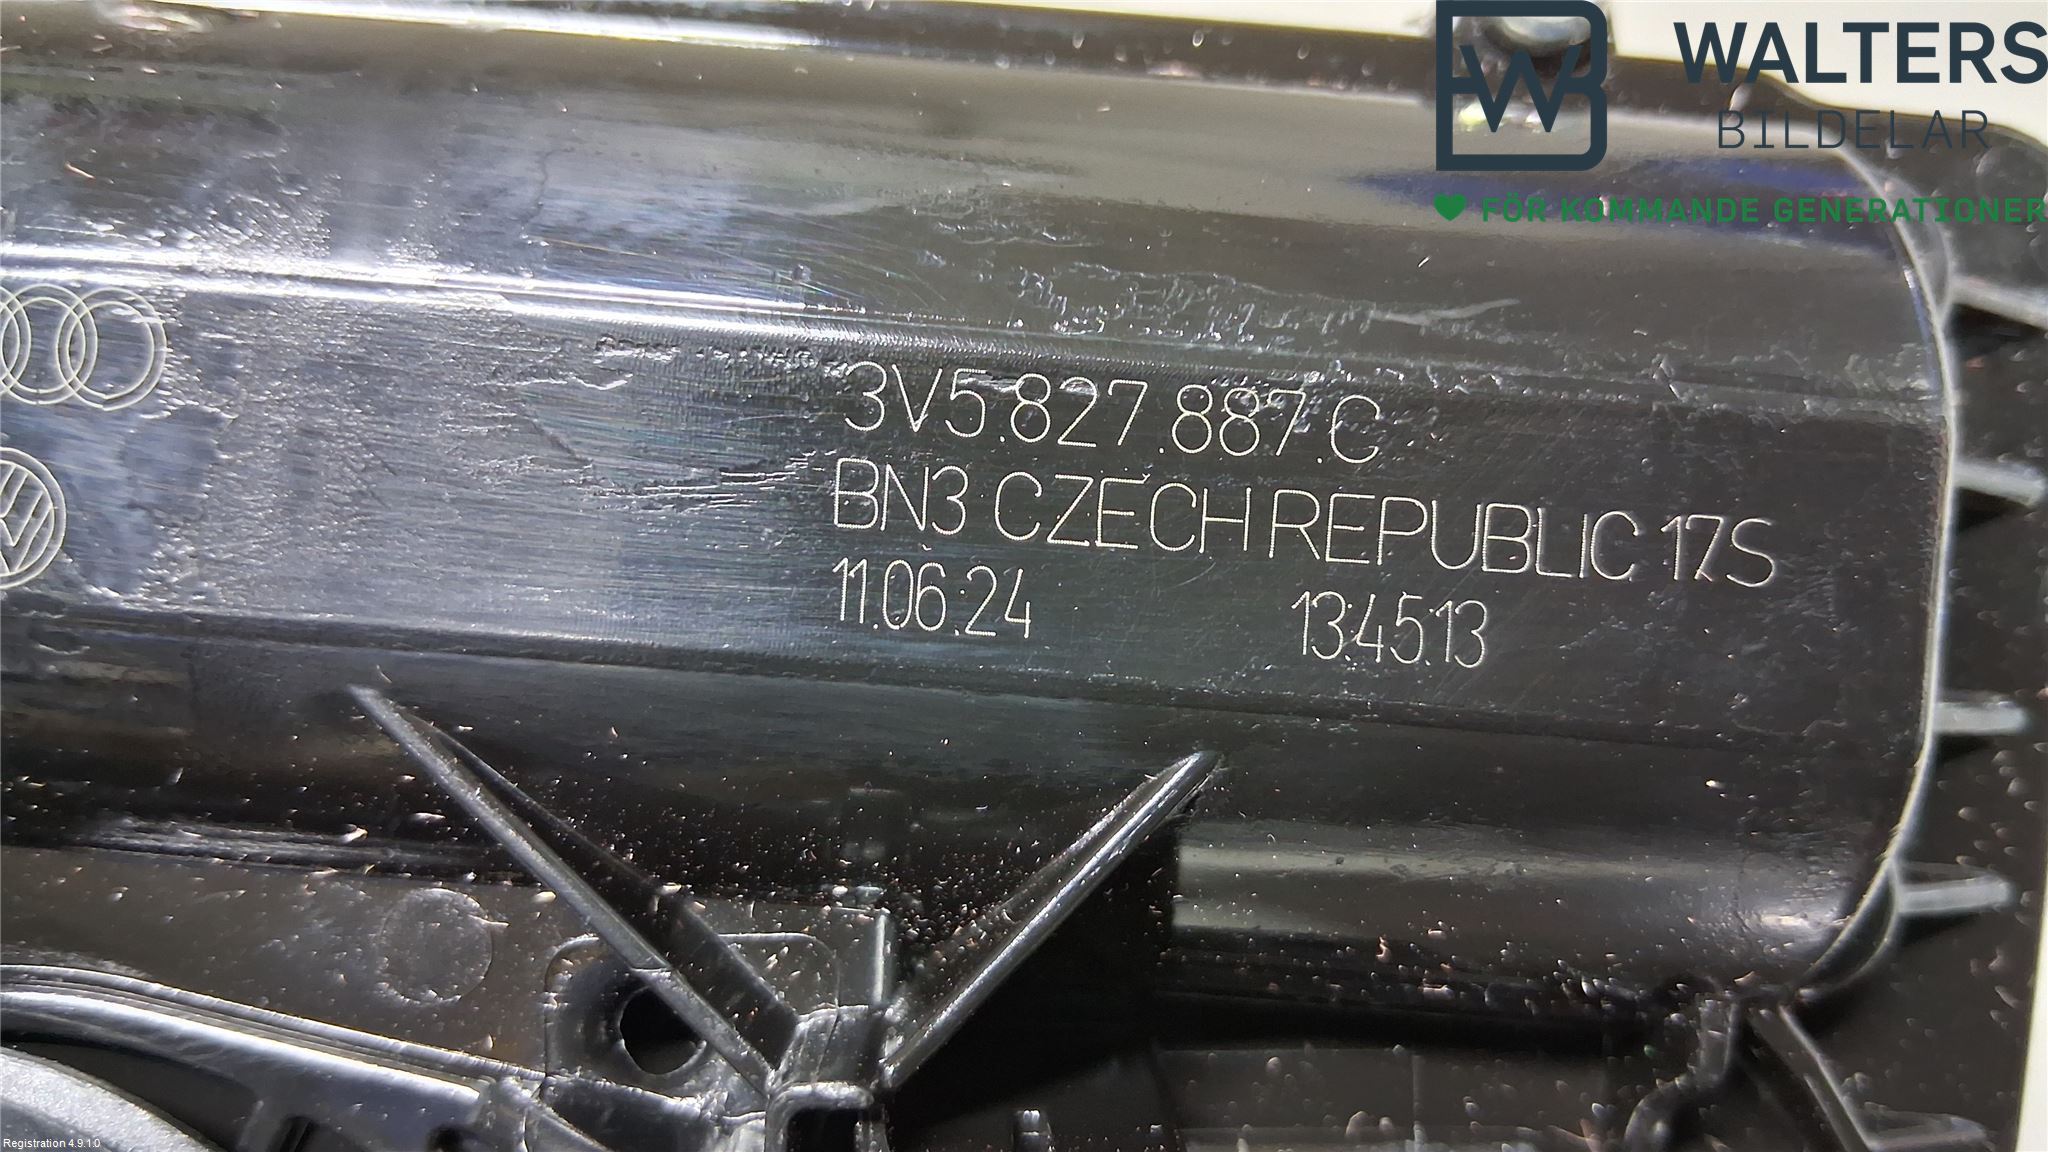 WALTERS
BILDELAR
FÖR KOMMANDE GENERATIONER
3V5.827.887.C
BN3 CZECH REPUBLIC 17.S
11.06.24 13:45:13
Registration 4.9.1.0